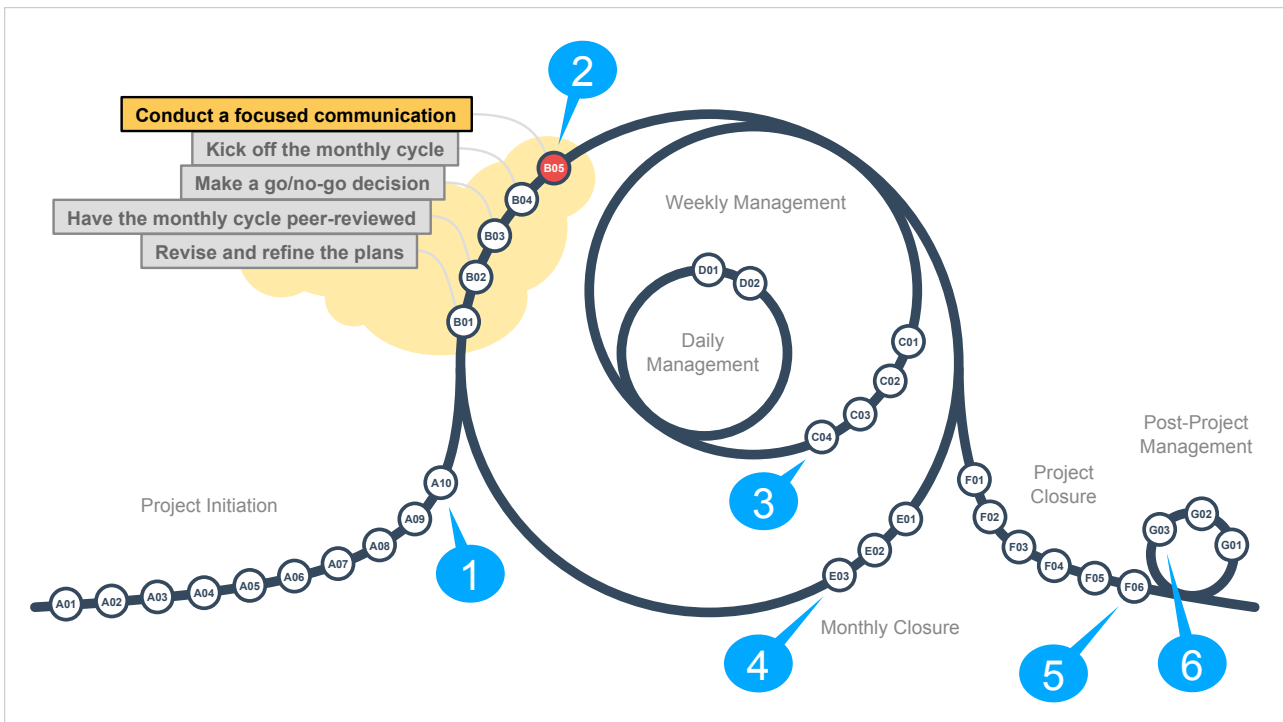 2
Conduct a focused communication
Kick off the monthly cycle
Make a go/no-go decision
Have the monthly cycle peer-reviewed
Revise and refine the plans
B05
B04
B03
B02
B01
Weekly Management
D01
D02
Daily
Management
C01
C02
C03
C04
3
Project Initiation
A01
A02
A03
A04
A05
A06
A07
A08
A09
A10
1
E01
E02
E03
Monthly Closure
4
Project
Closure
F01
F02
F03
F04
F05
F06
5
Post-Project
Management
G03
G02
G01
6